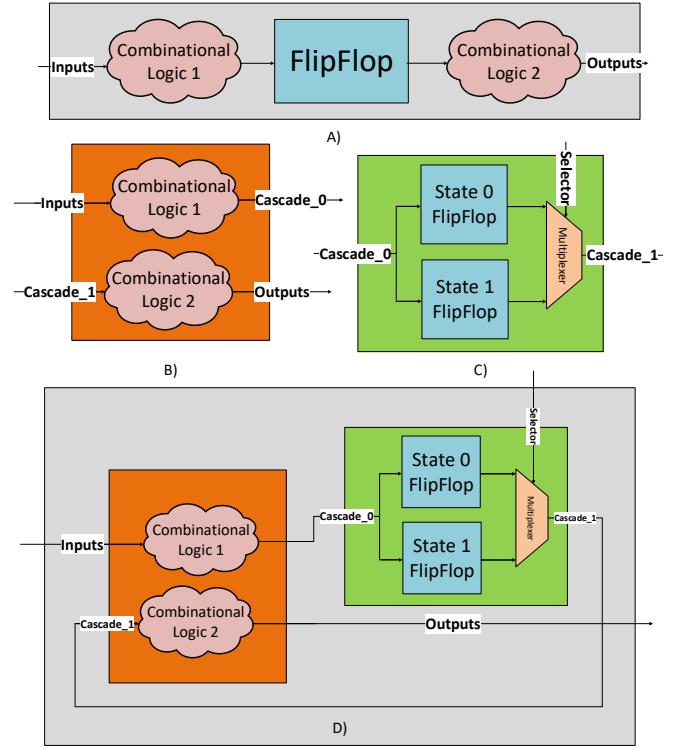 Combinational
Logic 1
FlipFlop
Combinational
Logic 2
Inputs
Outputs
A)
Combinational
Logic 1
Inputs
Cascade_0
Combinational
Logic 2
Cascade_1
Outputs
B)
Selector
State 0
FlipFlop
Multiplexer
Cascade_0
Cascade_1
State 1
FlipFlop
C)
Selector
State 0
FlipFlop
Multiplexer
Cascade_0
Cascade_1
State 1
FlipFlop
Combinational
Logic 1
Inputs
Combinational
Logic 2
Cascade_1
Outputs
D)